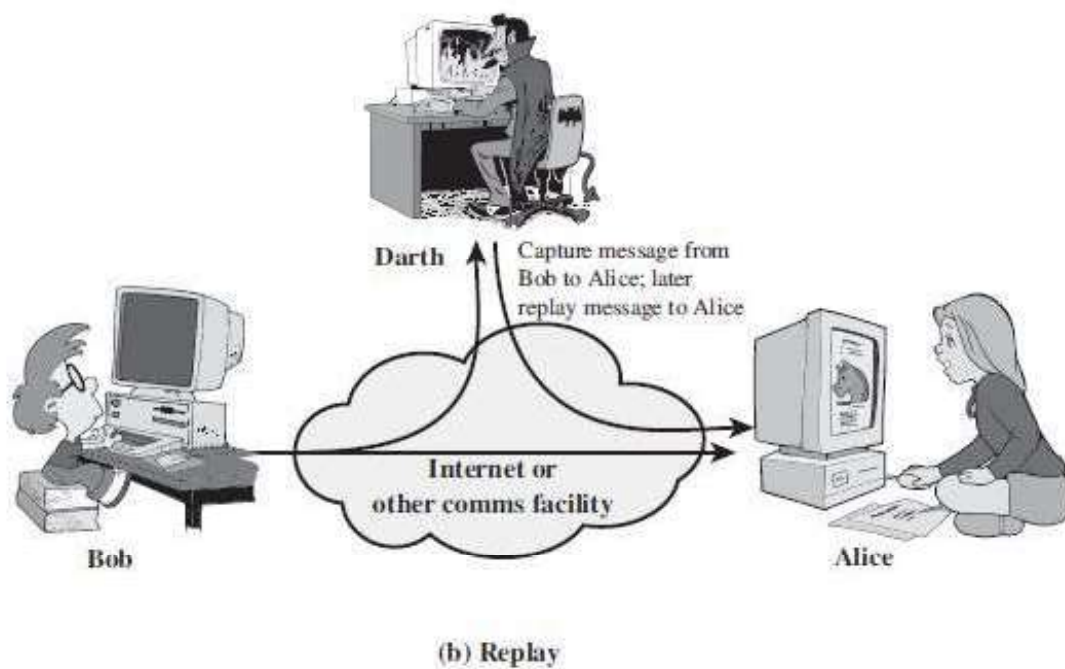 Darth
Capture message from
Bob to Alice; later
replay message to Alice
Internet or
other comms facility
Bob
Alice
(b) Replay